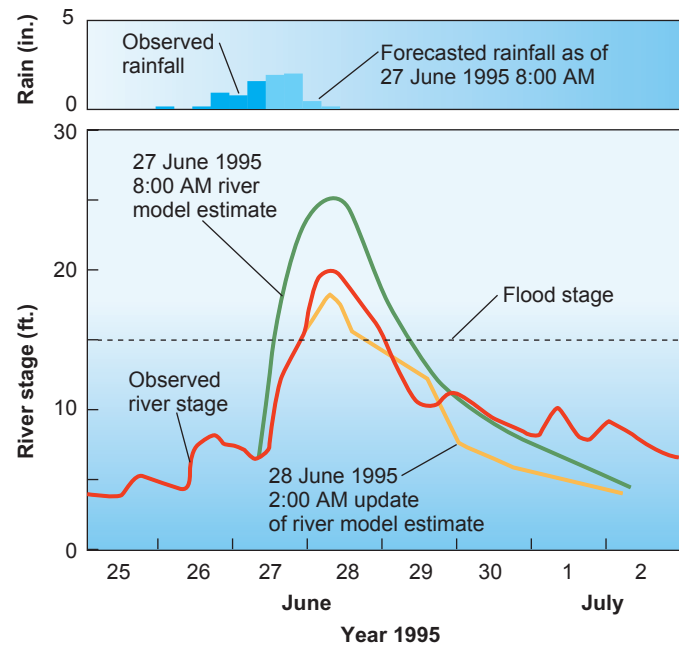 Rain (in.)
5
0
Observed
rainfall
Forecasted rainfall as of
27 June 1995 8:00 AM
River stage (ft.)
30
20
10
0
27 June 1995
8:00 AM river
model estimate
Flood stage
Observed
river stage
28 June 1995
2:00 AM update
of river model estimate
25 26 27 28 29 30 1 2
June July
Year 1995